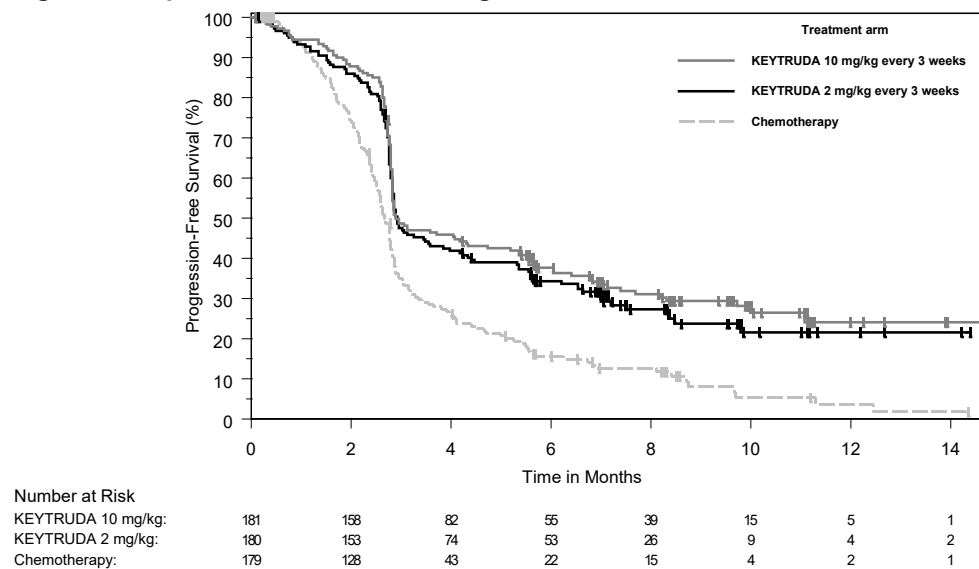 100
90
80
70
60
50
40
30
20
10
0
Progression-Free Survival (%)
Treatment arm
KEYTRUDA 10 mg/kg every 3 weeks
KEYTRUDA 2 mg/kg every 3 weeks
Chemotherapy
0 2 4 6 8 10 12 14
Time in Months
Number at Risk
KEYTRUDA 10 mg/kg: 181 158 82 55 39 15 5 1
KEYTRUDA 2 mg/kg: 180 153 74 53 26 9 4 2
Chemotherapy: 179 128 43 22 15 4 2 1